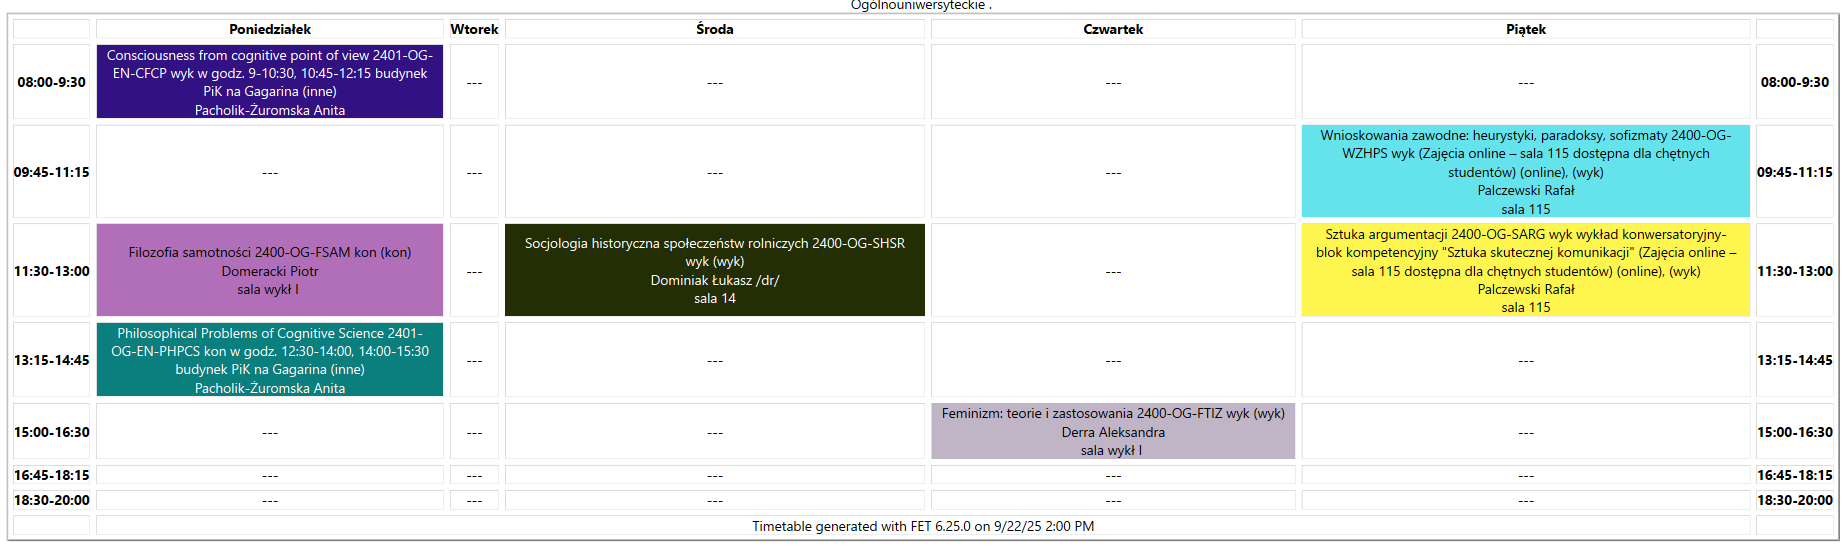 Ogólnouniwersyteckie .
Poniedziałek Wtorek Środa Czwartek Piątek
08:00-9:30
Consciousness from cognitive point of view 2401-OG-
EN-CFCP wyk w godz. 9-10:30, 10:45-12:15 budynek
PiK na Gagarina (inne)
Pacholik-Żuromska Anita
---
---
---
---
08:00-9:30
09:45-11:15
---
---
---
---
Wnioskowania zawodne: heurystyki, paradoksy, sofizmaty 2400-OG-
WZHPS wyk (Zajęcia online – sala 115 dostępna dla chętnych
studentów) (online), (wyk)
Palczewski Rafał
sala 115
09:45-11:15
11:30-13:00
Filozofia samotności 2400-OG-FSAM kon (kon)
Domeracki Piotr
sala wykł I
---
Socjologia historyczna społeczeństw rolniczych 2400-OG-SHSR
wyk (wyk)
Dominiak Łukasz /dr/
sala 14
---
Sztuka argumentacji 2400-OG-SARG wyk wykład konwersatoryjny-
blok kompetencyjny "Sztuka skutecznej komunikacji" (Zajęcia online –
sala 115 dostępna dla chętnych studentów) (online), (wyk)
Palczewski Rafał
sala 115
11:30-13:00
13:15-14:45
Philosophical Problems of Cognitive Science 2401-
OG-EN-PHPCS kon w godz. 12:30-14:00, 14:00-15:30
budynek PiK na Gagarina (inne)
Pacholik-Żuromska Anita
---
---
---
---
13:15-14:45
15:00-16:30
---
---
---
Feminizm: teorie i zastosowania 2400-OG-FTIZ wyk (wyk)
Derra Aleksandra
sala wykł I
---
15:00-16:30
16:45-18:15 --- --- --- --- --- 16:45-18:15
18:30-20:00 --- --- --- --- --- 18:30-20:00
Timetable generated with FET 6.25.0 on 9/22/25 2:00 PM